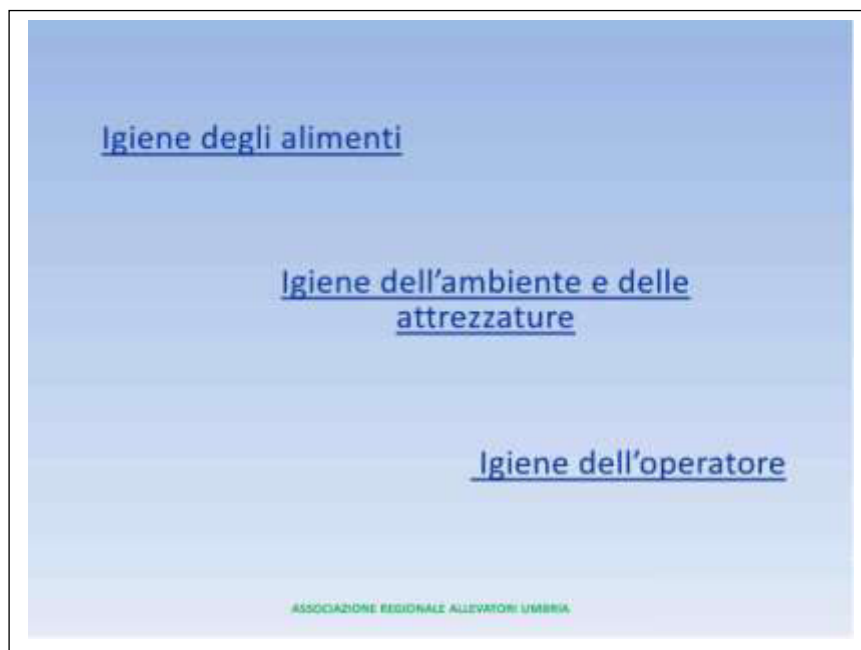 Igiene degli alimenti
Igiene dell'ambiente e delle
attrezzature
Igiene dell'operatore
ASSOCIAZIONE REGIONALE ALLEVATORI UMBRIA